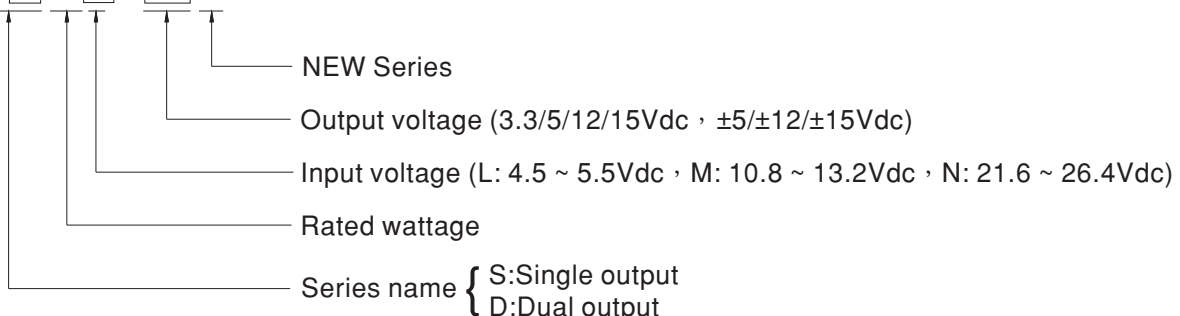 NEW Series
Output voltage (3.3/5/12/15Vdc，±5/±12/±15Vdc)
Input voltage (L: 4.5 ~ 5.5Vdc，M: 10.8 ~ 13.2Vdc，N: 21.6 ~ 26.4Vdc)
Rated wattage
Series name { S:Single output
D:Dual output